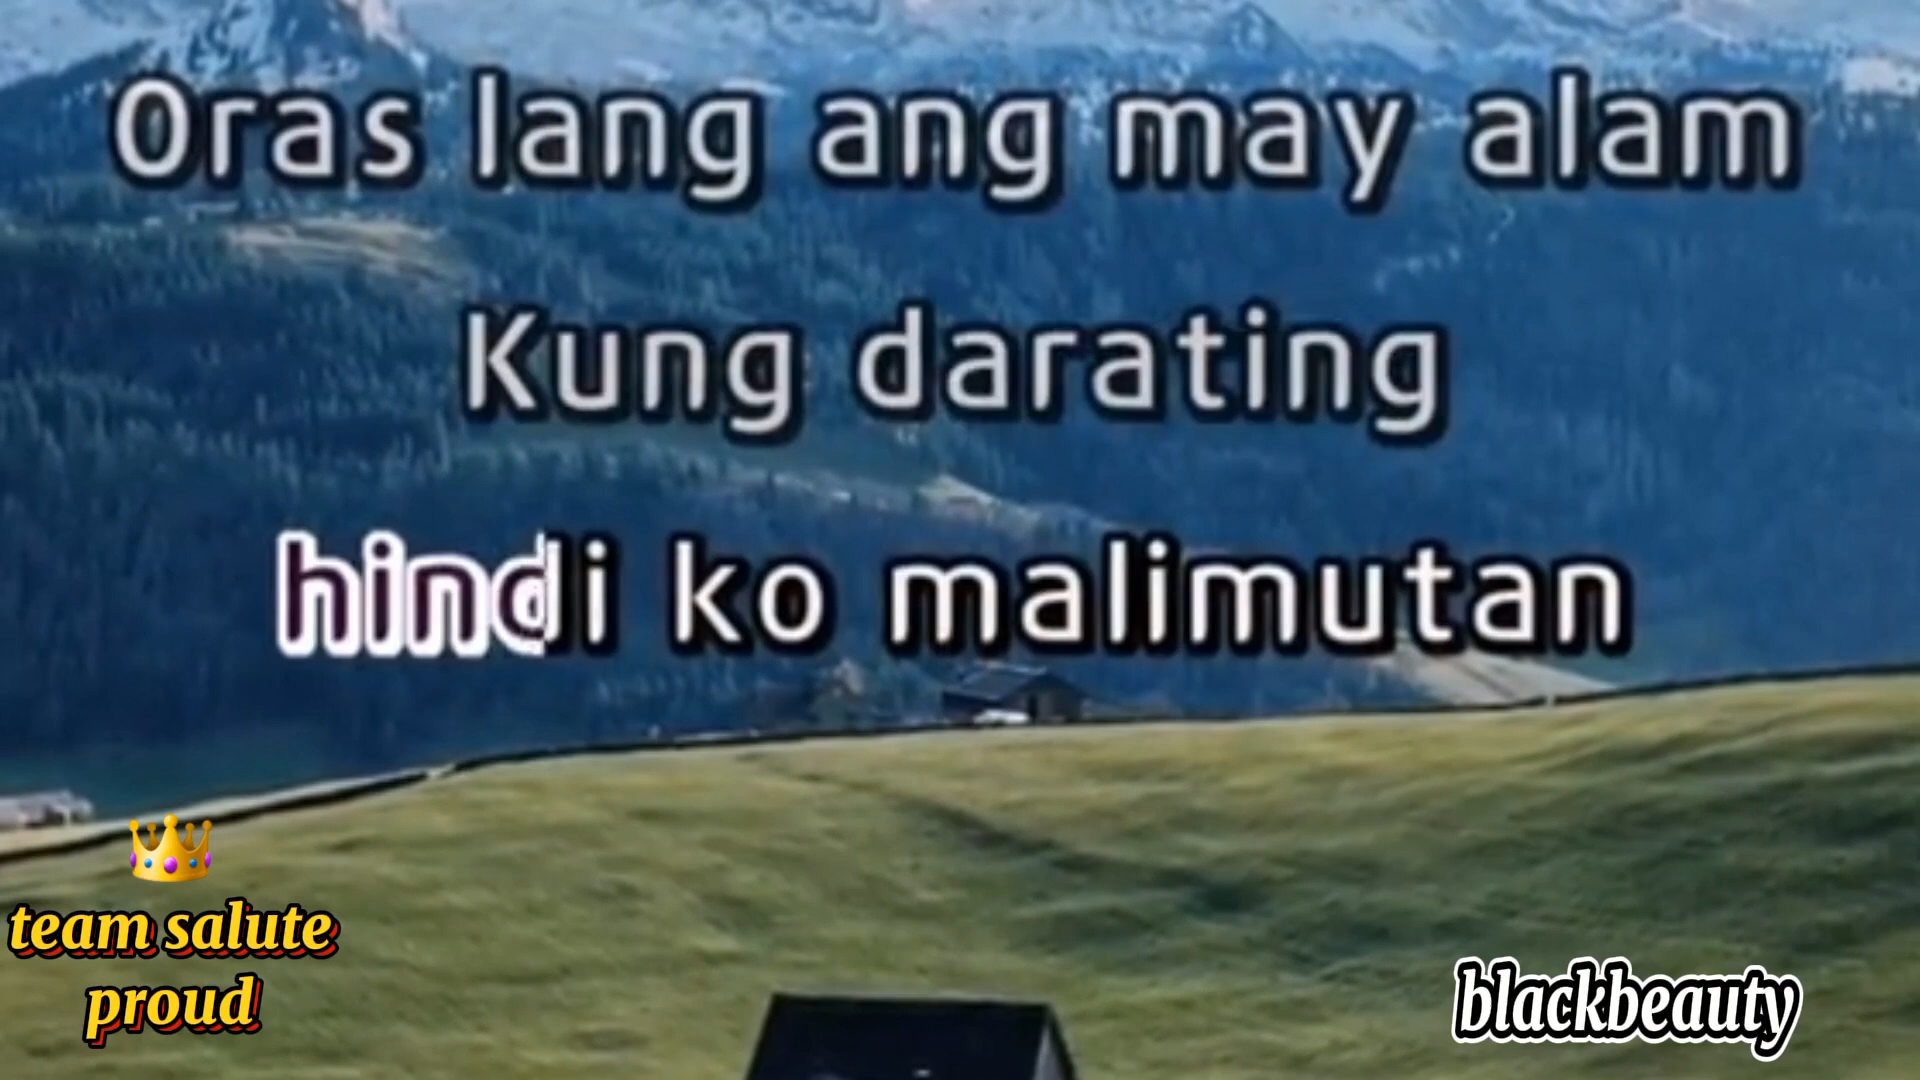 Oras lang ang may alam
Kung darating
hindi ko malimutan
team salute
proud
blackbeauty